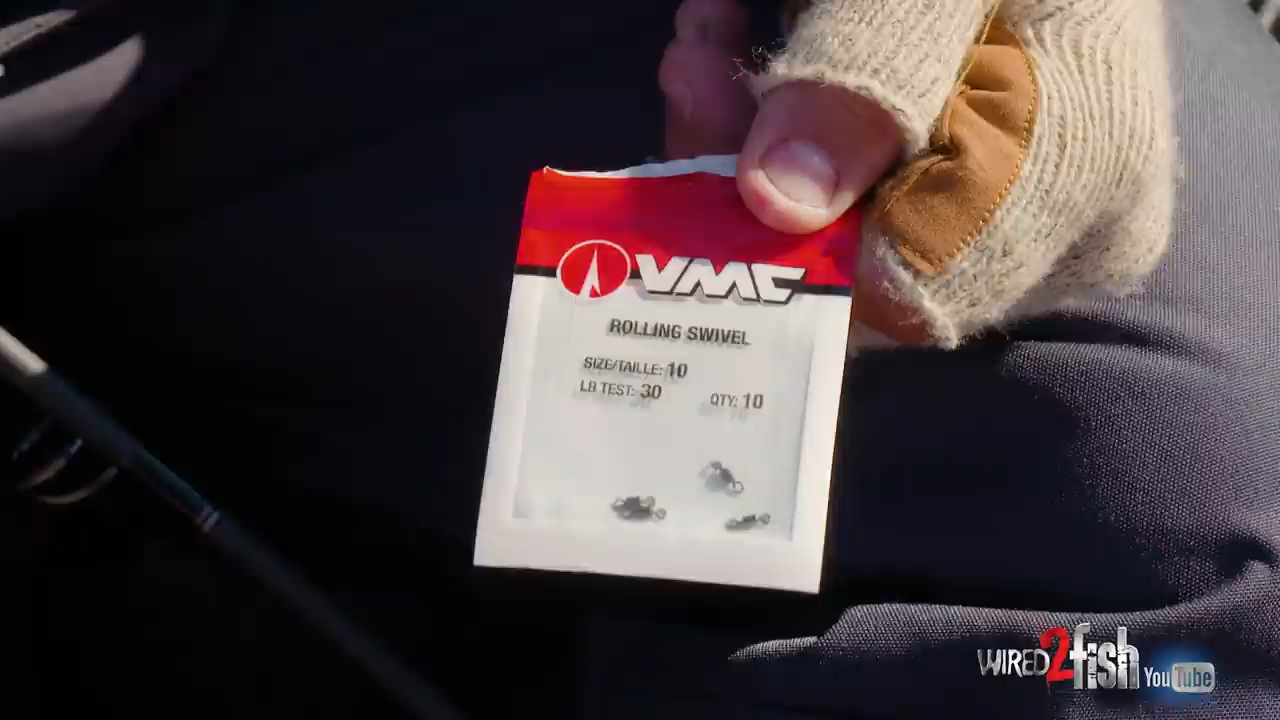 VMC
ROLLING SWIVEL
SIZE/TAILLE: 10
LB TEST: 30 QTY: 10
WIRED2fish YouTube